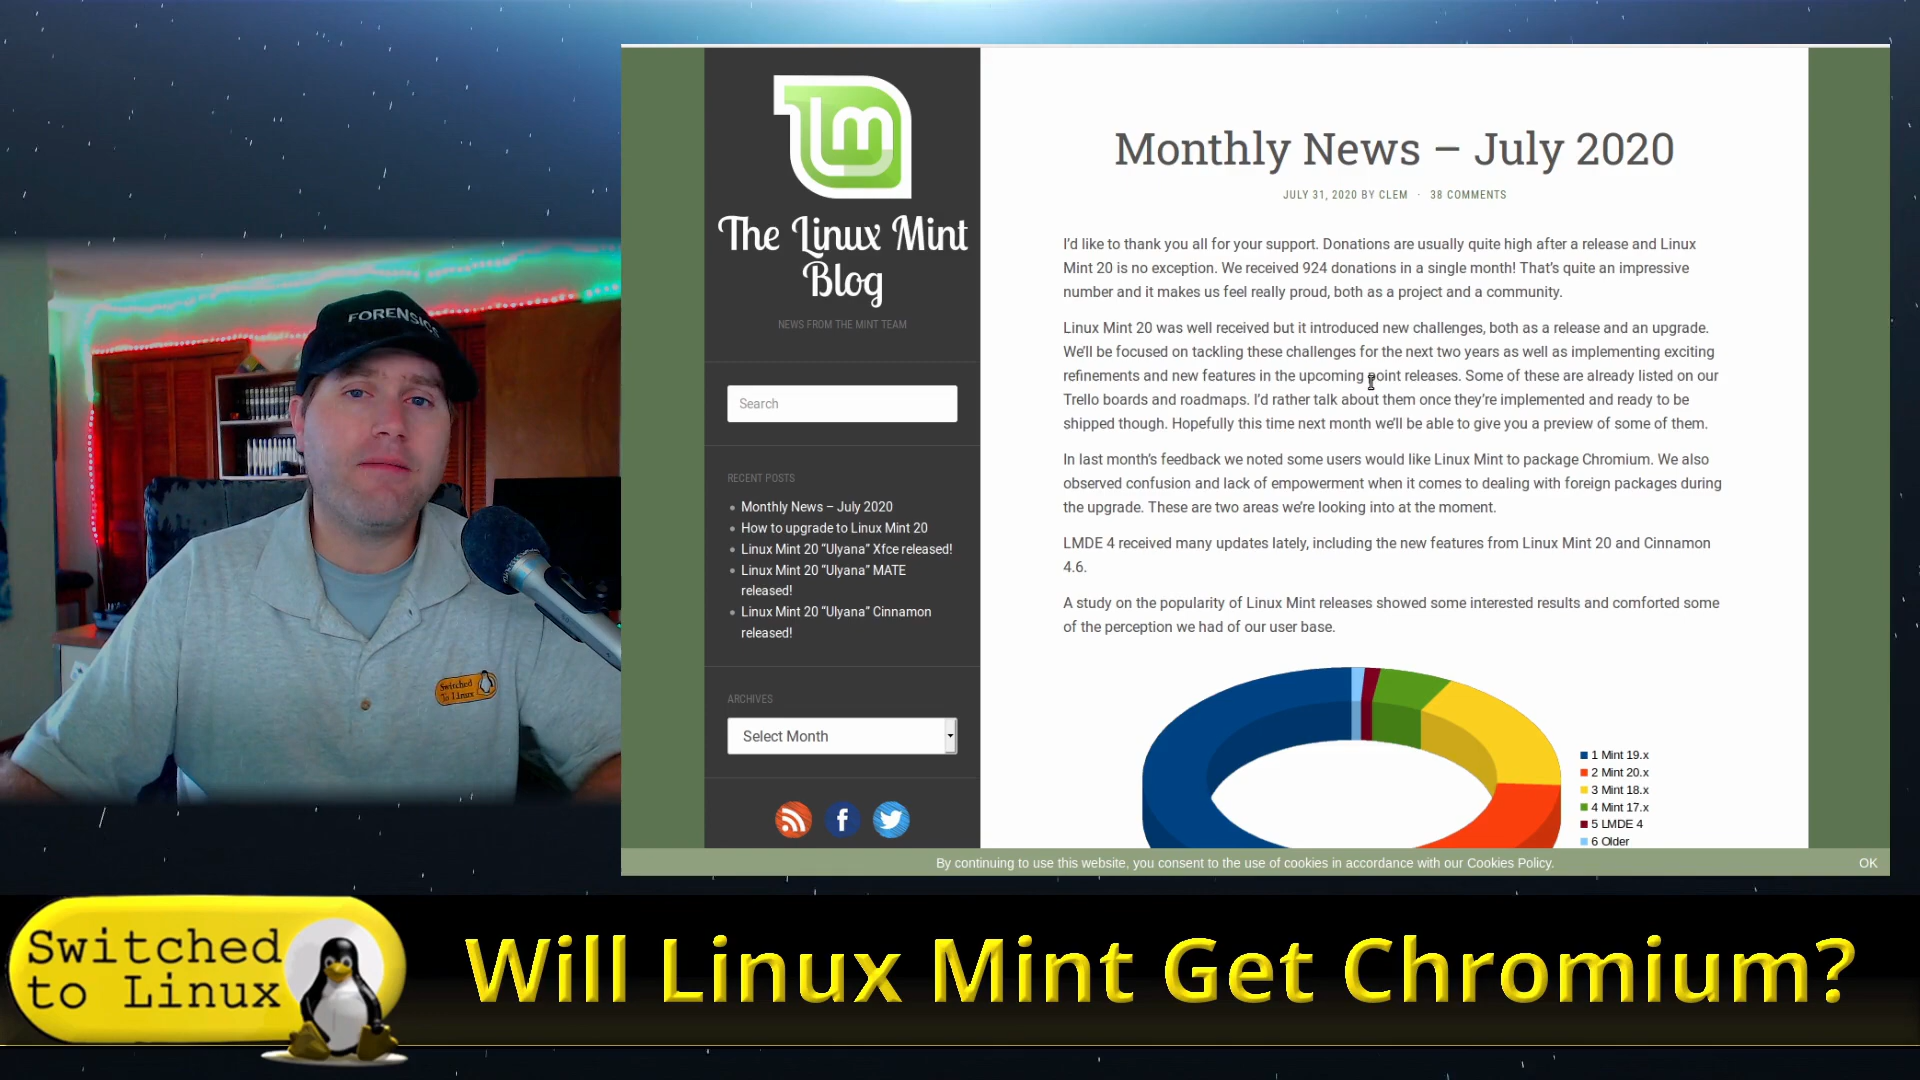 The Linux Mint
Blog
NEWS FROM THE MINT TEAM
Search
RECENT POSTS
Monthly News – July 2020
How to upgrade to Linux Mint 20
Linux Mint 20 “Ulyana” Xfce released!
Linux Mint 20 “Ulyana” MATE
released!
Linux Mint 20 “Ulyana” Cinnamon
released!
ARCHIVES
Select Month
Monthly News – July 2020
JULY 31, 2020 BY CLEM · 38 COMMENTS
I’d like to thank you all for your support. Donations are usually quite high after a release and Linux
Mint 20 is no exception. We received 924 donations in a single month! That’s quite an impressive
number and it makes us feel really proud, both as a project and a community.
Linux Mint 20 was well received but it introduced new challenges, both as a release and an upgrade.
We’ll be focused on tackling these challenges for the next two years as well as implementing exciting
refinements and new features in the upcoming point releases. Some of these are already listed on our
Trello boards and roadmaps. I’d rather talk about them once they’re implemented and ready to be
shipped though. Hopefully this time next month we’ll be able to give you a preview of some of them.
In last month’s feedback we noted some users would like Linux Mint to package Chromium. We also
observed confusion and lack of empowerment when it comes to dealing with foreign packages during
the upgrade. These are two areas we’re looking into at the moment.
LMDE 4 received many updates lately, including the new features from Linux Mint 20 and Cinnamon
4.6.
A study on the popularity of Linux Mint releases showed some interested results and comforted some
of the perception we had of our user base.
1 Mint 19.x
2 Mint 20.x
3 Mint 18.x
4 Mint 17.x
5 LMDE 4
6 Older
By continuing to use this website, you consent to the use of cookies in accordance with our Cookies Policy.
OK
FORENSICS
Switched
To Linux
Switched
to Linux
Will Linux Mint Get Chromium?